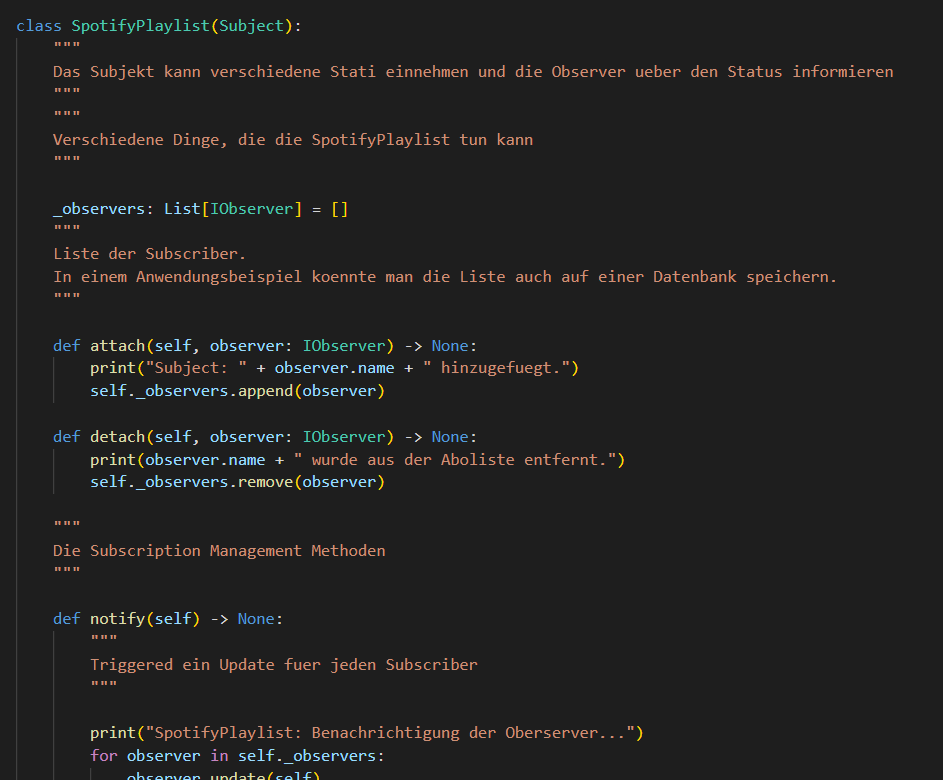 class SpotifyPlaylist(Subject):
    """
    Das Subjekt kann verschiedene Stati einnehmen und die Observer ueber den Status informieren
    """
    """
    Verschiedene Dinge, die die SpotifyPlaylist tun kann
    """
    _observers: List[IObserver] = []
    """
    Liste der Subscriber.
    In einem Anwendungsbeispiel koennte man die Liste auch auf einer Datenbank speichern.
    """
    def attach(self, observer: IObserver) -> None:
        print("Subject: " + observer.name + " hinzugefuegt.")
        self._observers.append(observer)
    def detach(self, observer: IObserver) -> None:
        print(observer.name + " wurde aus der Aboliste entfernt.")
        self._observers.remove(observer)
    """
    Die Subscription Management Methoden
    """
    def notify(self) -> None:
        """
        Triggered ein Update fuer jeden Subscriber
        """
        print("SpotifyPlaylist: Benachrichtigung der Oberserver...")
        for observer in self._observers:
            observer.update(self)